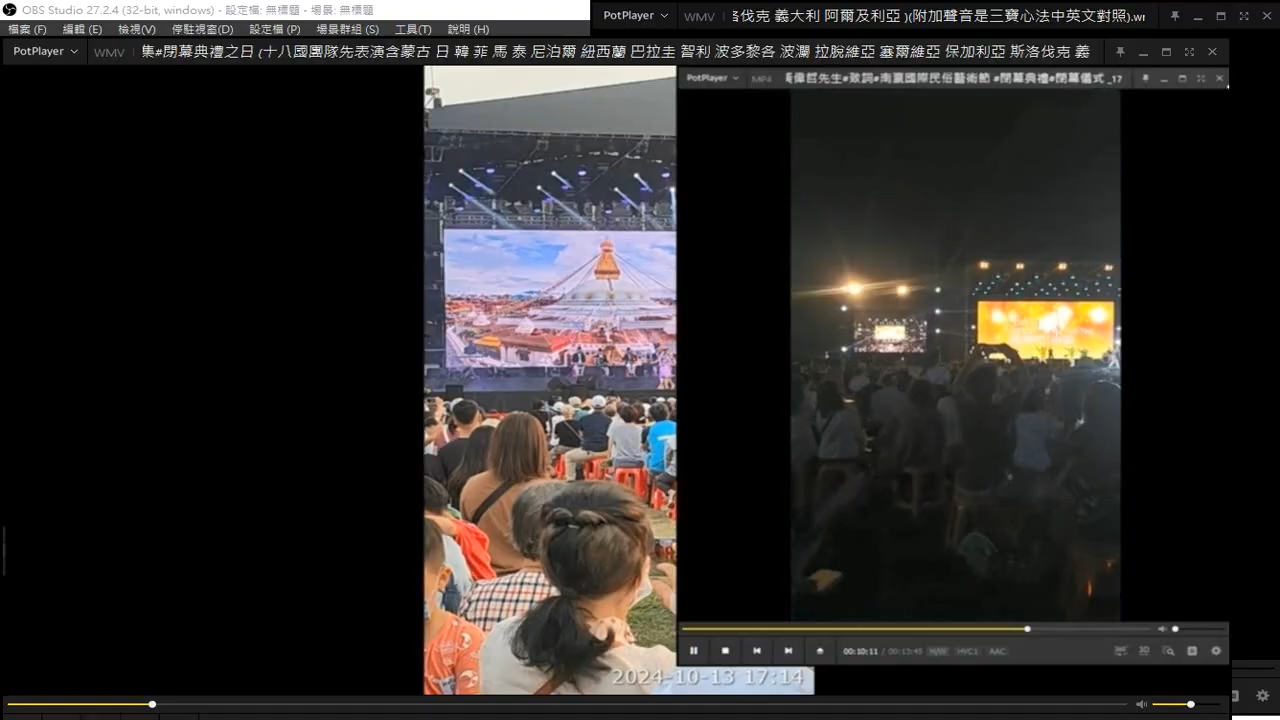 OBS Studio 27.2.4 (32-bit, windows) - 設定檔: 無標題 - 場景: 無標題
檔案 (F) 編輯 (E) 檢視(V) 停駐視窗(D) 設定檔 (P) 場景群組 (S) 工具(T) 說明 (H)
PotPlayer WMV 伐克 義大利 阿爾及利亞 )(附加聲音是三寶心法中英文對照).wr
PotPlayer WMV 集#閉幕典禮之日 (十八國團隊先表演含蒙古 日 韓 菲 馬 泰 尼泊爾 紐西蘭 巴拉圭 智利 波多黎各 波瀾 拉脫維亞 塞爾維亞 保加利亞 斯洛伐克 義
PotPlayer MP4 偉哲先生#致詞#南瀛國際民俗藝術節 #閉幕典禮#閉幕儀式 _17
00:10:11 / 00:13:45 H/W HYC1 AAC
3D
2024-10-13 17:14